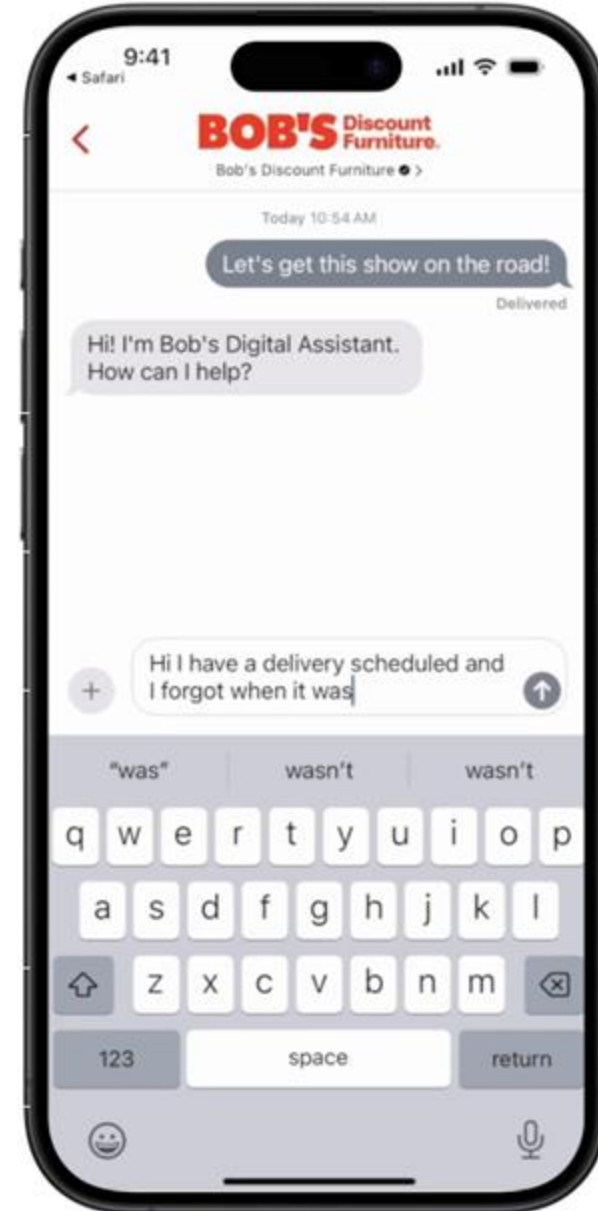 9:41
Safari
BOB'S Discount
Furniture.
Bob's Discount Furniture
Today 10:54 AM
Let's get this show on the road!
Delivered
Hi! I'm Bob's Digital Assistant.
How can I help?
Hi I have a delivery scheduled and
I forgot when it was
"was" wasn't wasn't
q w e r t y u i o p
a s d f g h j k l
z x c v b n m
123 space return